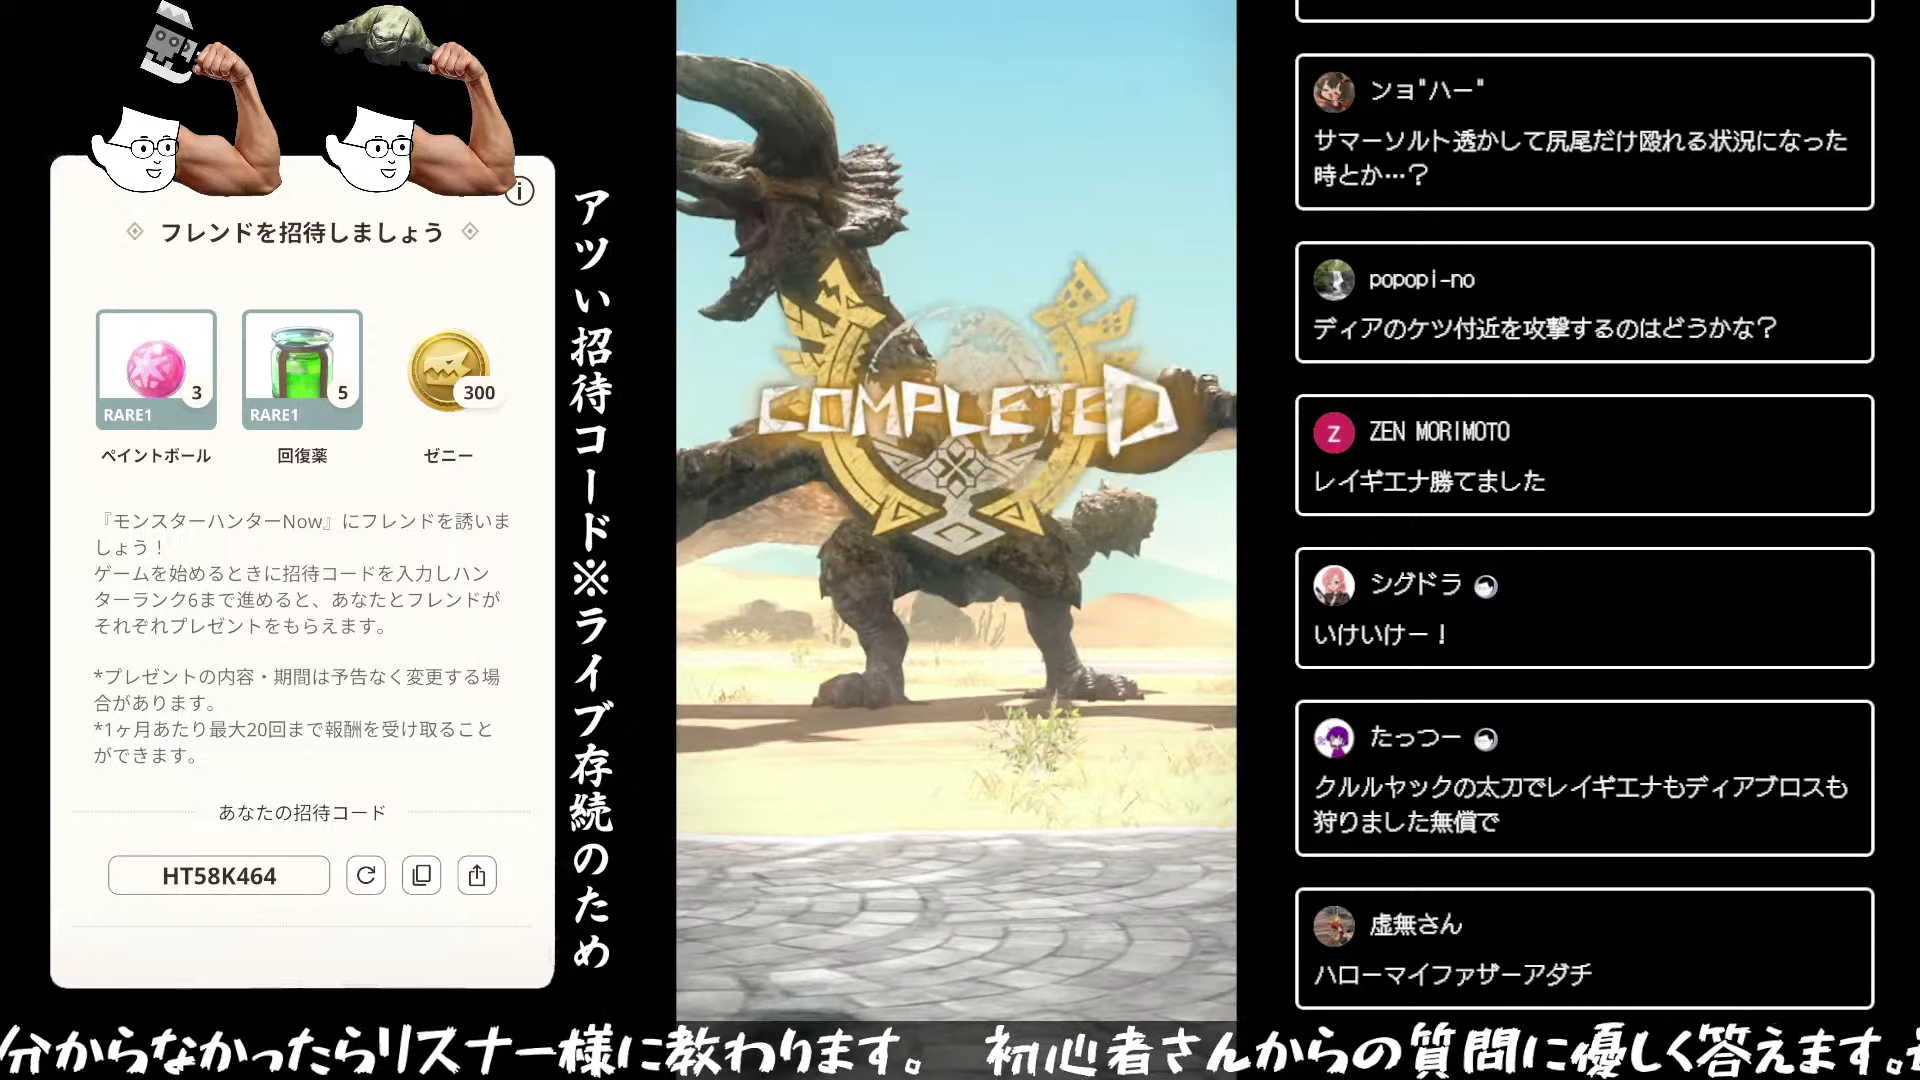 フレンドを招待しましょう
3
RARE1
ペイントボール
5
RARE1
回復薬
300
ゼニー
『モンスターハンターNow』にフレンドを誘いま
しょう！
ゲームを始めるときに招待コードを入力しハン
ターランク6まで進めると、あなたとフレンドが
それぞれプレゼントをもらえます。
*プレゼントの内容・期間は予告なく変更する場
合があります。
*1ヶ月あたり最大20回まで報酬を受け取ること
ができます。
あなたの招待コード
HT58K464
アツい招待コード※ライブ存続のため
COMPLETED
ンョ"ハー"
サマーソルト透かして尻尾だけ殴れる状況になった
時とか…？
popopi-no
ディアのケツ付近を攻撃するのはどうかな？
Z
ZEN MORIMOTO
レイギエナ勝てました
シグドラ
いけいけー！
たっつー
クルルヤックの太刀でレイギエナもディアブロスも
狩りました無償で
虚無さん
ハローマイファザーアダチ
分からなかったらリスナー様に教わります。 初心者さんからの質問に優しく答えます。